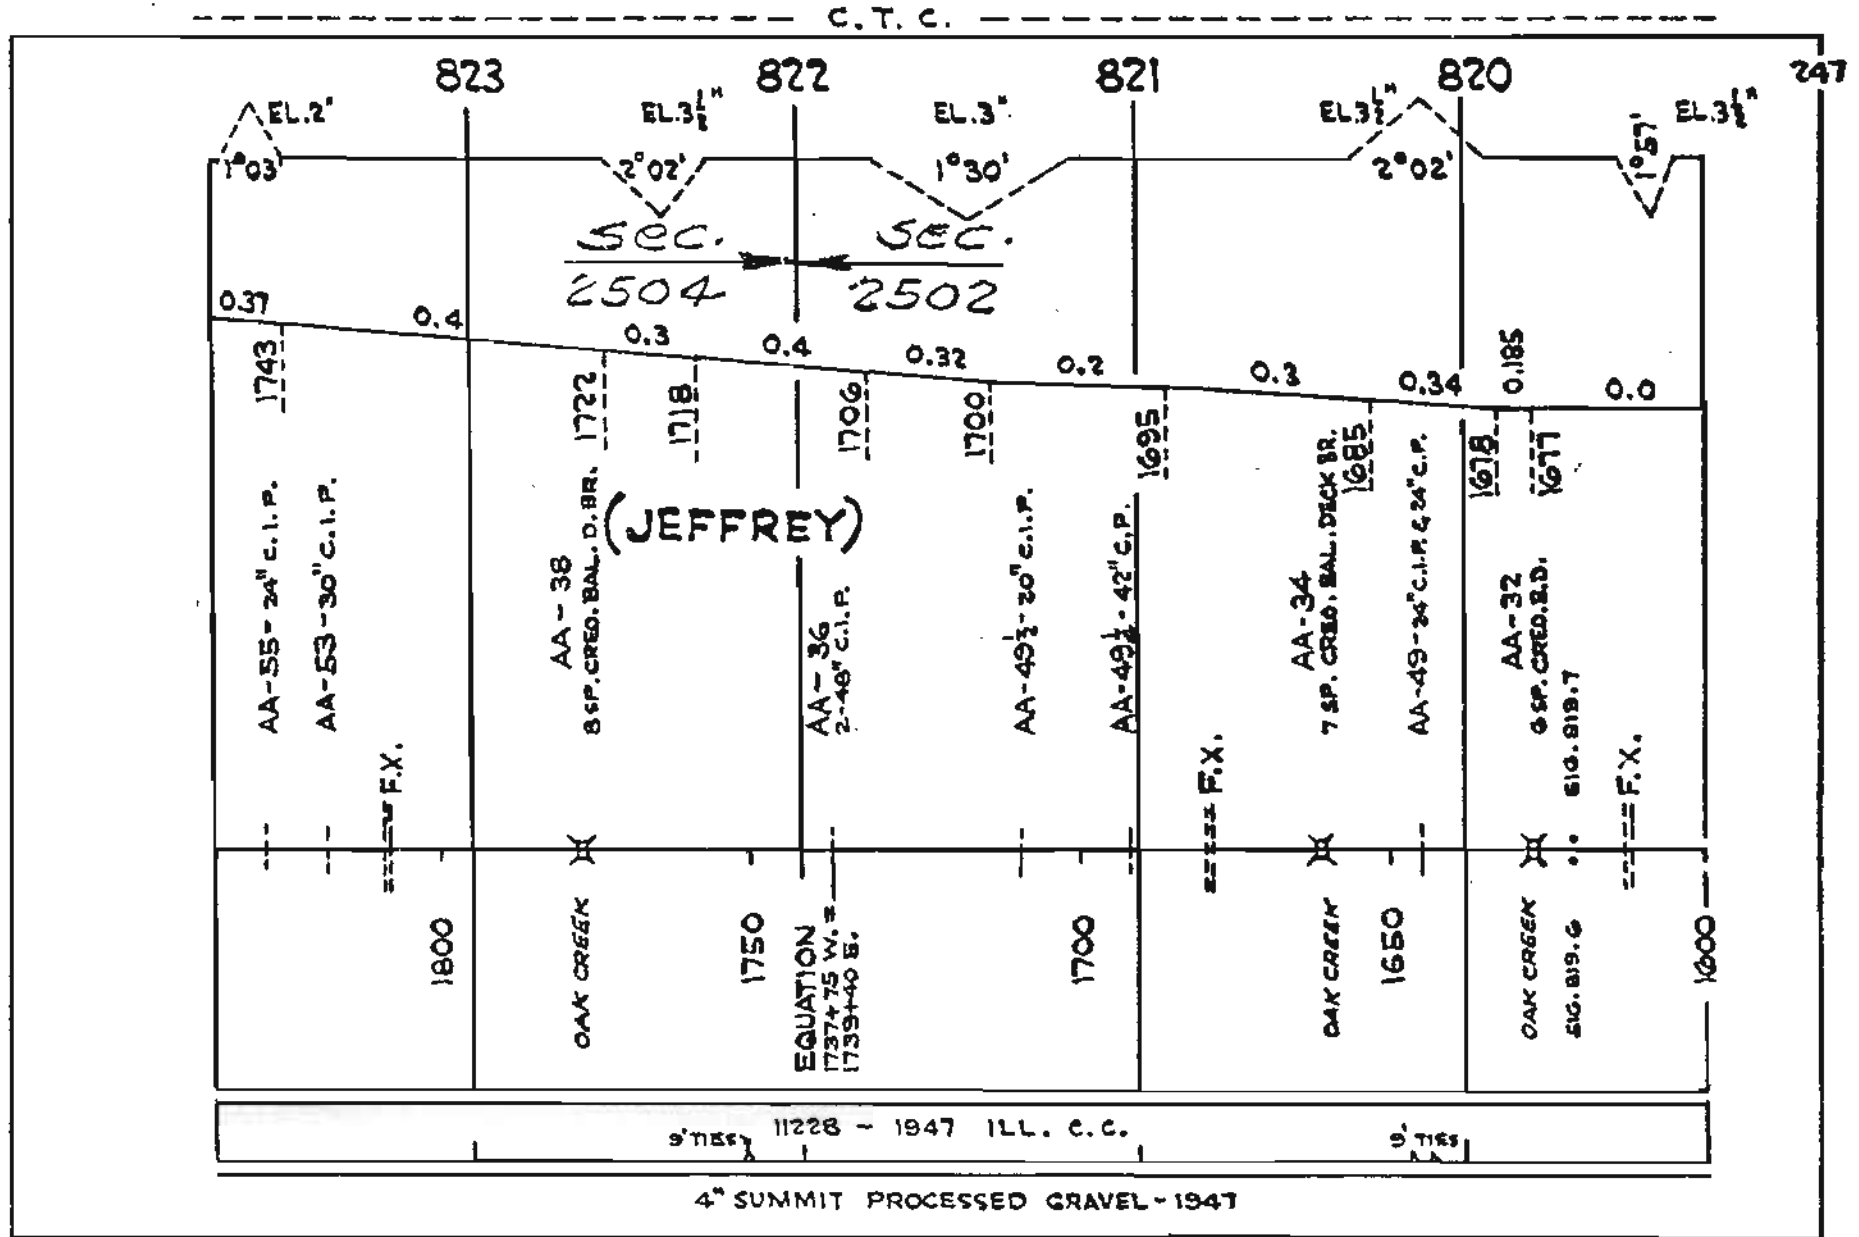 C.T.C.
247
823 822 821 820
EL.2" EL.3½" EL.3" EL.3½" EL.3½"
1°03' 2°02' 1°30' 2°02' 1°57'
SEC. SEC.
2504 2502
0.37 0.4 0.3 0.4 0.32 0.2 0.3 0.34 0.185 0.0
1743 1722 1718 1706 1700 1695 1685 1678 1677
(JEFFREY)
AA-55-24" C.I.P.
AA-53-30" C.I.P.
F.X.
AA-38
8 SP. CREO. BAL. D. BR.
AA-36
2-48" C.I.P.
AA-49½-20" C.I.P.
AA-49½-42" C.P.
F.X.
AA-34
7 SP. CREO. BAL. DECK BR.
AA-49-24" C.I.P. & 24" C.P.
AA-32
6 SP. CREO. B.D.
SIG. 819.7
F.X.
1800
OAK CREEK
1750
EQUATION
1737+75 W. =
1739+40 E.
1700
OAK CREEK
1650
OAK CREEK
SIG. 819.6
1600
11228 - 1947 ILL. C.C.
9' TIES 9' TIES
4" SUMMIT PROCESSED GRAVEL - 1947